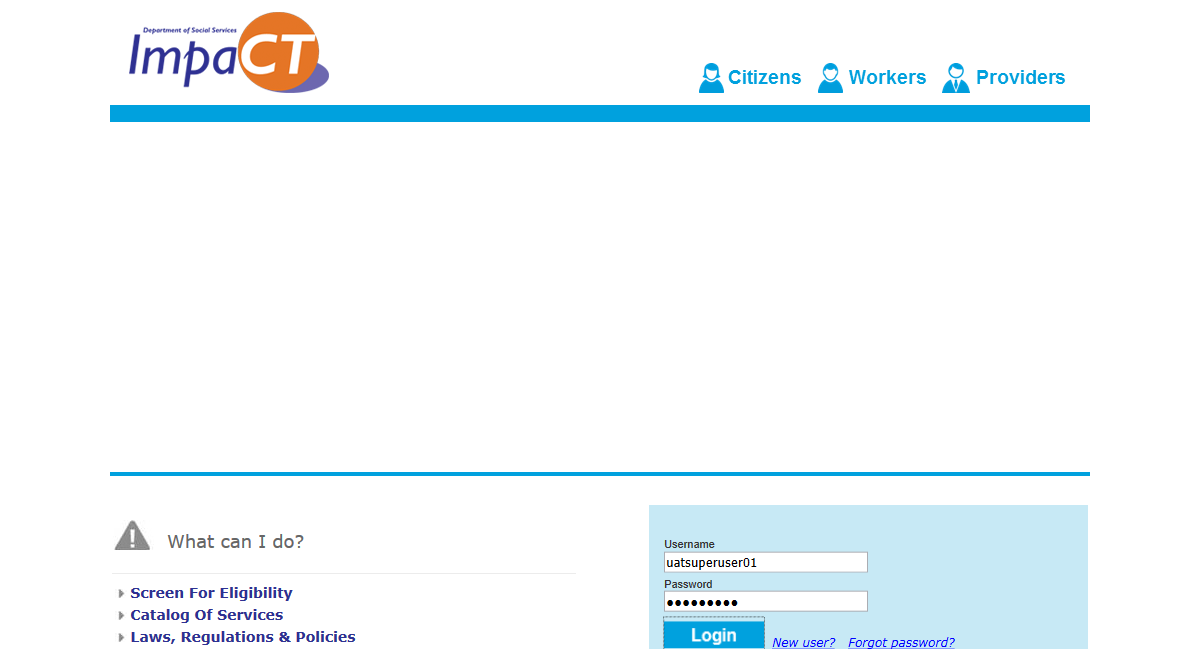 Department of Social Services
ImpaCT
Citizens Workers Providers
What can I do?
Screen For Eligibility
Catalog Of Services
Laws, Regulations & Policies
Username
uatsuperuser01
Password
●●●●●●●●●
Login New user? Forgot password?